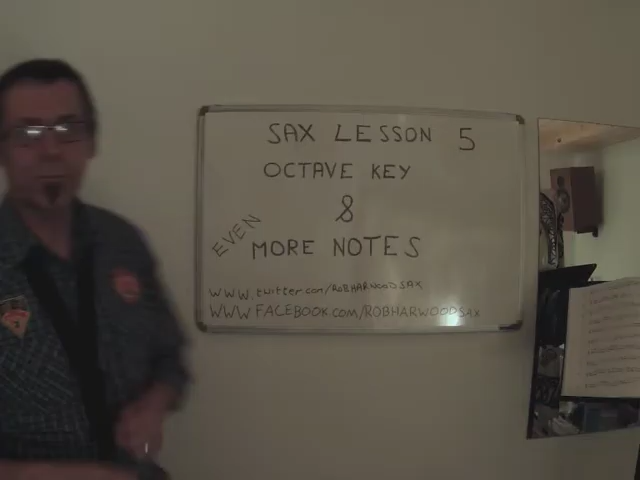 SAX LESSON 5
OCTAVE KEY
&
EVEN
MORE NOTES
WWW.twitter.com/ROBHARWOODSAX
WWW.FACEBOOK.com/ROBHARWOODSAX